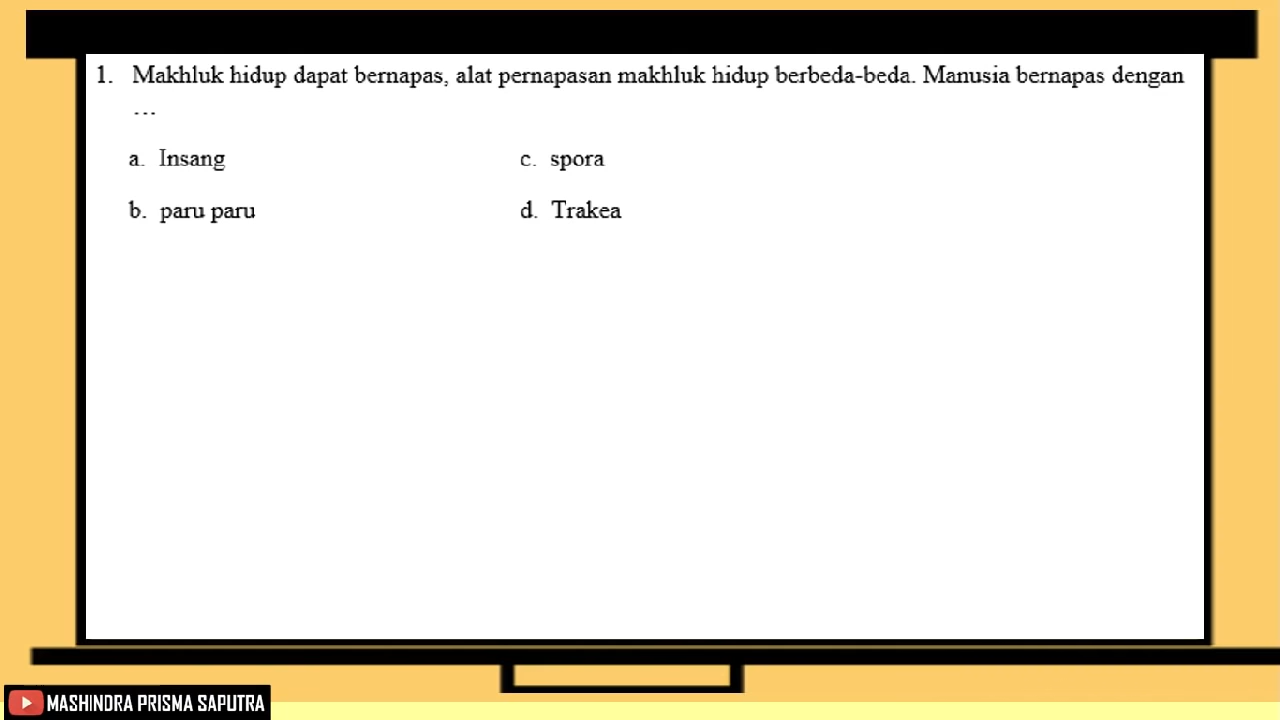 1. Makhluk hidup dapat bernapas, alat pernapasan makhluk hidup berbeda-beda. Manusia bernapas dengan
...
a. Insang
c. spora
b. paru paru
d. Trakea
MASHINDRA PRISMA SAPUTRA